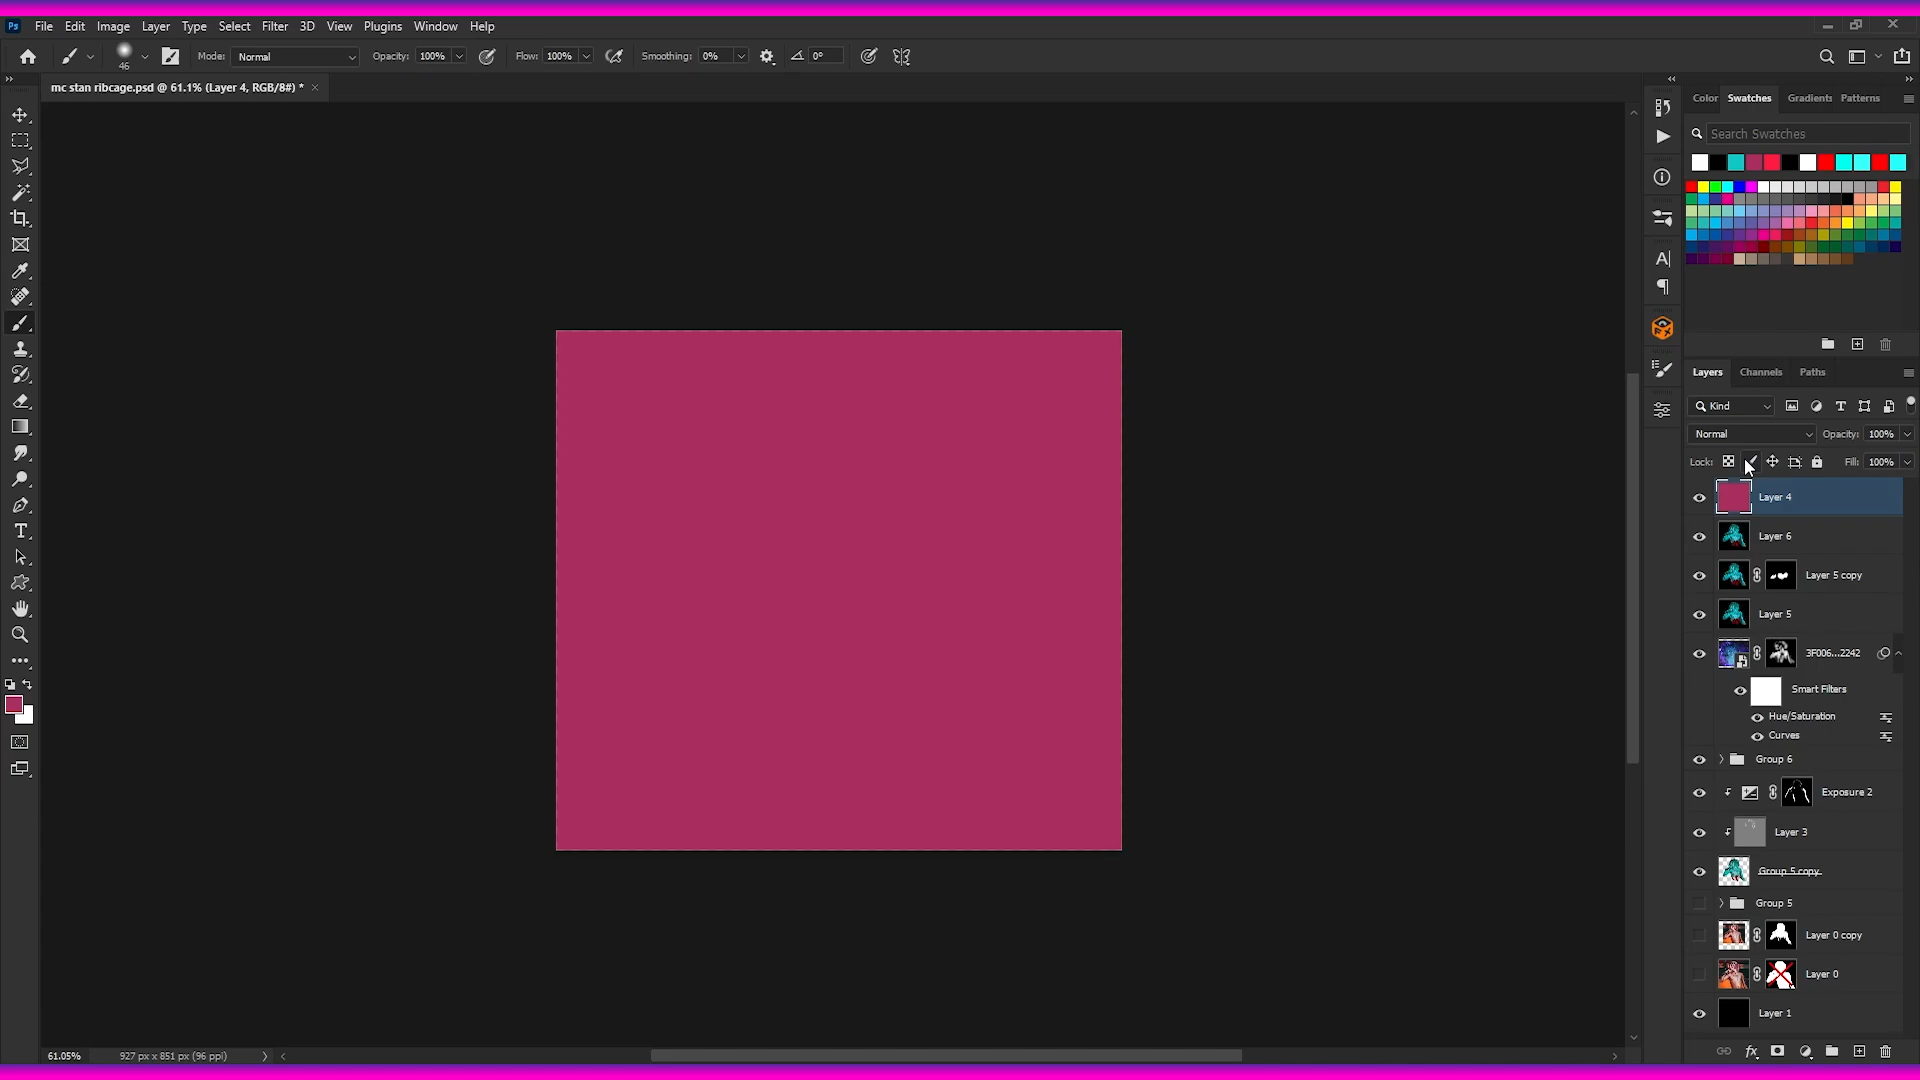 Ps File Edit Image Layer Type Select Filter 3D View Plugins Window Help
46 Mode: Normal Opacity: 100% Flow: 100% Smoothing: 0% 0°
mc stan ribcage.psd @ 61.1% (Layer 4, RGB/8#) *
Color Swatches Gradients Patterns
Search Swatches
Layers Channels Paths
Kind
Normal Opacity: 100%
Lock: Fill: 100%
Layer 4
Layer 6
Layer 5 copy
Layer 5
3F006...2242
Smart Filters
Hue/Saturation
Curves
Group 6
Exposure 2
Layer 3
Group 5 copy
Group 5
Layer 0 copy
Layer 0
Layer 1
61.05% 927 px x 851 px (96 ppi)